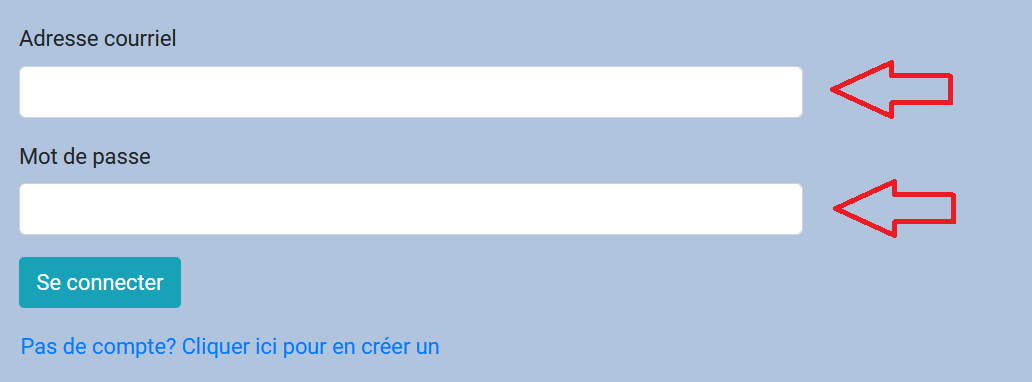 Adresse courriel
Mot de passe
Se connecter
Pas de compte? Cliquer ici pour en créer un